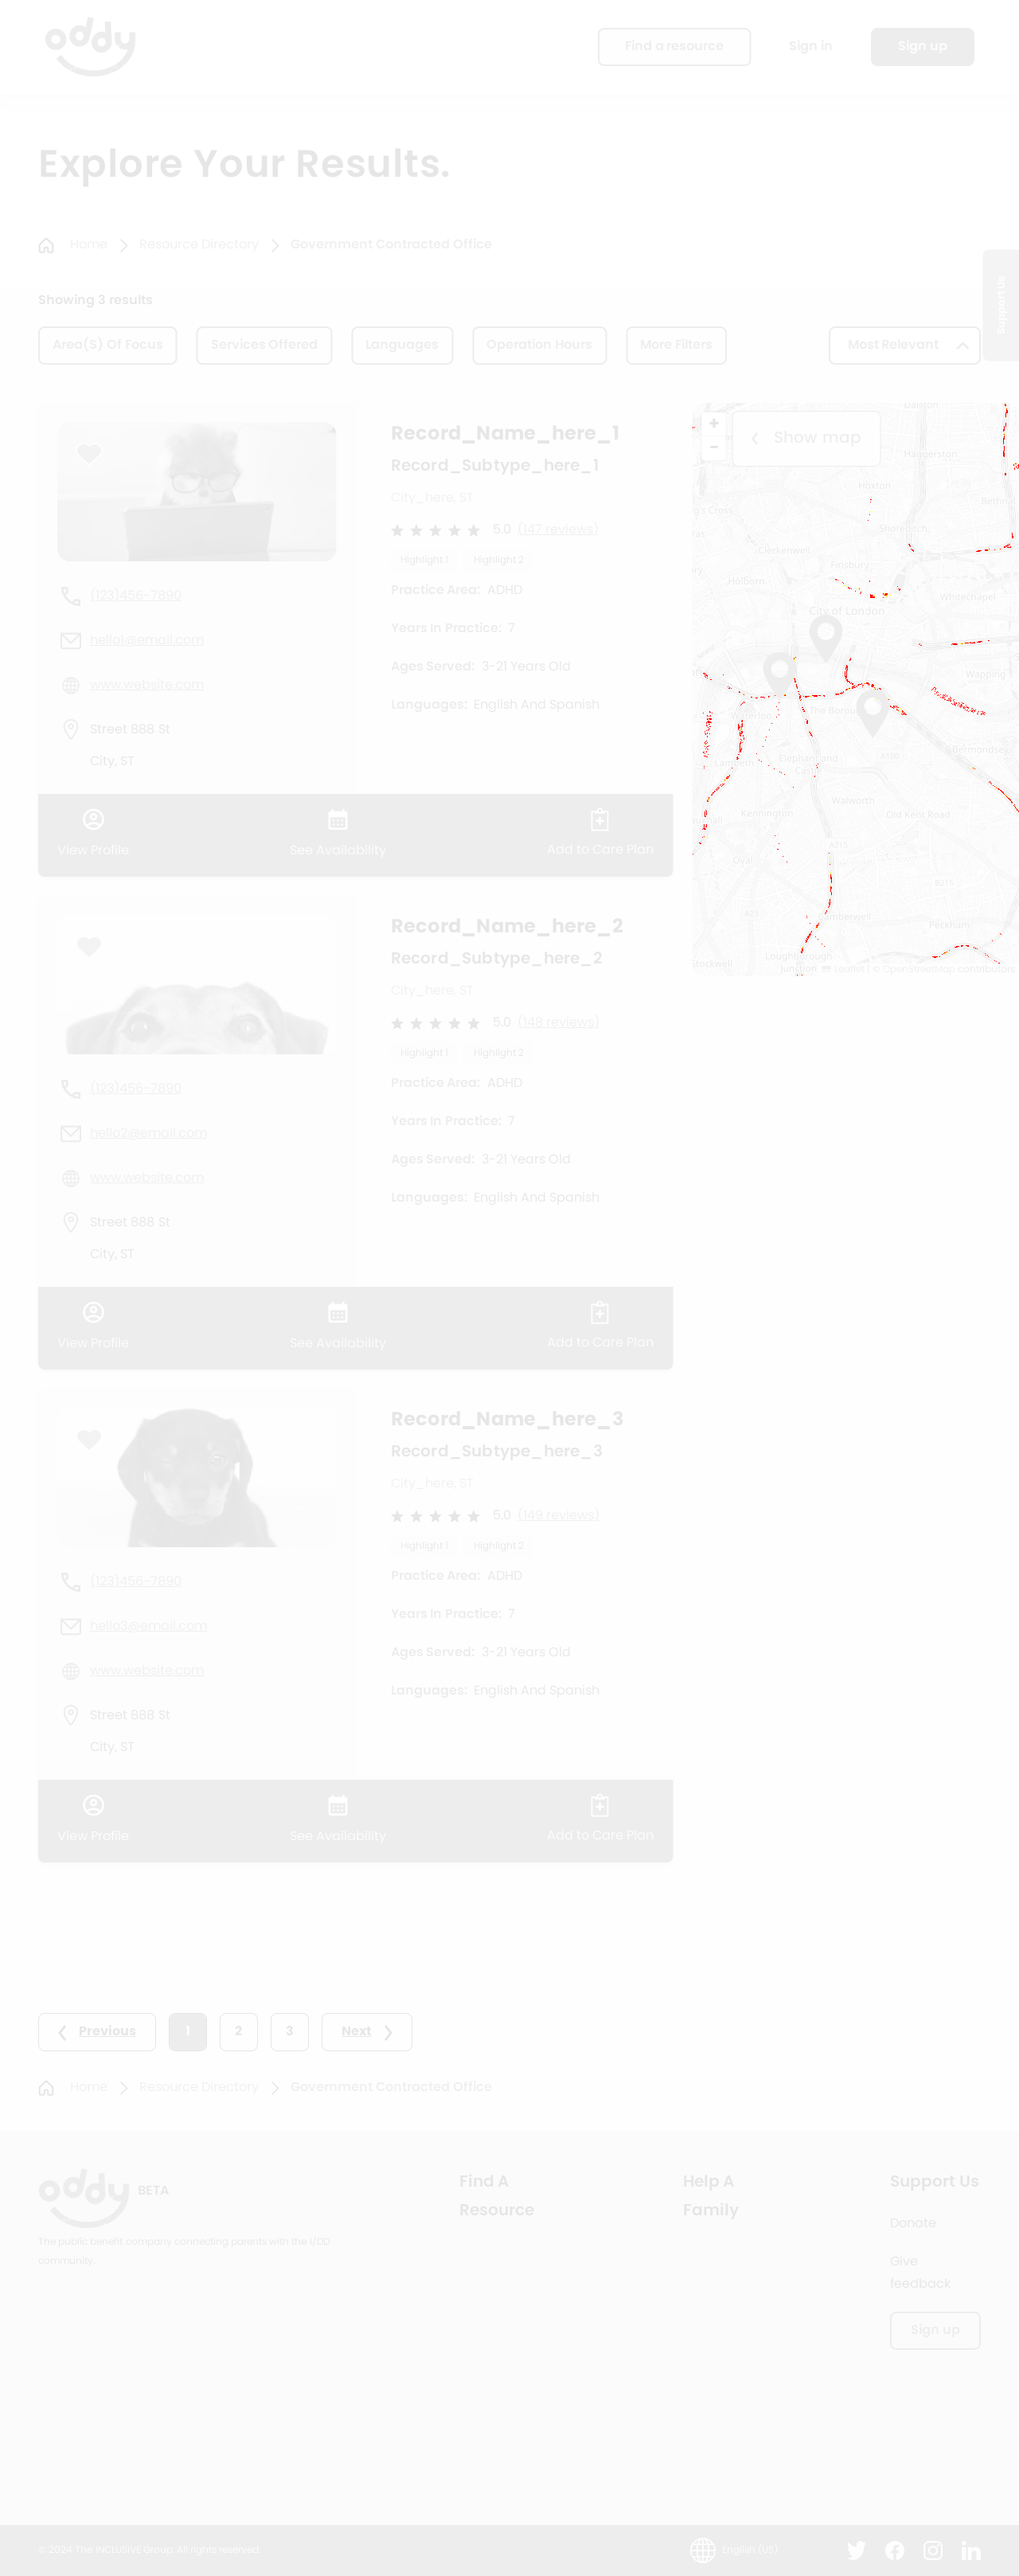 oddy
Find a resource
Sign in
Sign up
Explore Your Results.
Home
Resource Directory
Government Contracted Office
Support Us
Showing 3 results
Area(S) Of Focus
Services Offered
Languages
Operation Hours
More Filters
Most Relevant
Record_Name_here_1
Record_Subtype_here_1
City_here, ST
5.0 (147 reviews)
Highlight 1
Highlight 2
Practice Area: ADHD
Years In Practice: 7
Ages Served: 3-21 Years Old
Languages: English And Spanish
(123)456-7890
hello1@email.com
www.website.com
Street 888 St
City, ST
View Profile
See Availability
Add to Care Plan
+
−
Show map
Dalston
Haggerston
Hoxton
Bethnal
Shoreditch
Clerkenwell
Finsbury
Holborn
Whitechapel
City of London
Wapping
Waterloo
The Borough
Bermondsey
Lambeth
Elephant and
Castle
Walworth
Kennington
Old Kent Road
A215
Oval
B215
A23
Camberwell
Peckham
Stockwell
Loughborough
Junction
Leaflet | © OpenStreetMap contributors
Record_Name_here_2
Record_Subtype_here_2
City_here, ST
5.0 (148 reviews)
Highlight 1
Highlight 2
Practice Area: ADHD
Years In Practice: 7
Ages Served: 3-21 Years Old
Languages: English And Spanish
(123)456-7890
hello2@email.com
www.website.com
Street 888 St
City, ST
View Profile
See Availability
Add to Care Plan
Record_Name_here_3
Record_Subtype_here_3
City_here, ST
5.0 (149 reviews)
Highlight 1
Highlight 2
Practice Area: ADHD
Years In Practice: 7
Ages Served: 3-21 Years Old
Languages: English And Spanish
(123)456-7890
hello3@email.com
www.website.com
Street 888 St
City, ST
View Profile
See Availability
Add to Care Plan
Previous
1
2
3
Next
Home
Resource Directory
Government Contracted Office
oddy BETA
The public benefit company connecting parents with the I/DD
community.
Find A
Resource
Help A
Family
Support Us
Donate
Give
feedback
Sign up
© 2024 The INCLUSIVE Group. All rights reserved.
English (US)